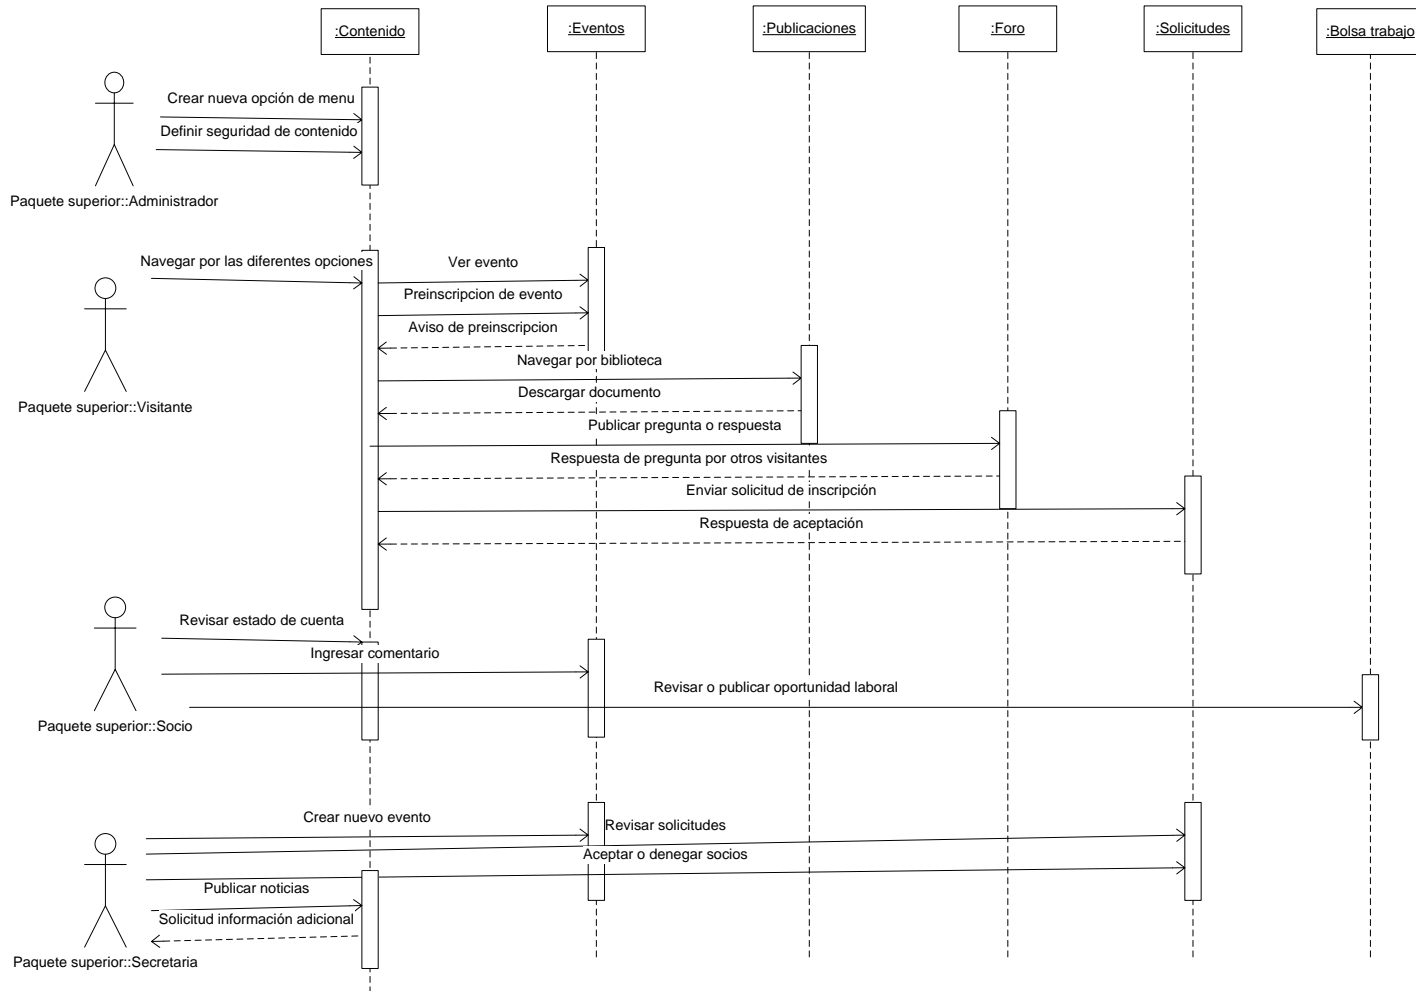 :Contenido
:Eventos
:Publicaciones
:Foro
:Solicitudes
:Bolsa trabajo
Crear nueva opción de menu
Definir seguridad de contenido
Paquete superior::Administrador
Navegar por las diferentes opciones
Ver evento
Preinscripcion de evento
Aviso de preinscripcion
Navegar por biblioteca
Descargar documento
Paquete superior::Visitante
Publicar pregunta o respuesta
Respuesta de pregunta por otros visitantes
Enviar solicitud de inscripción
Respuesta de aceptación
Revisar estado de cuenta
Ingresar comentario
Revisar o publicar oportunidad laboral
Paquete superior::Socio
Crear nuevo evento
Revisar solicitudes
Aceptar o denegar socios
Publicar noticias
Solicitud información adicional
Paquete superior::Secretaria